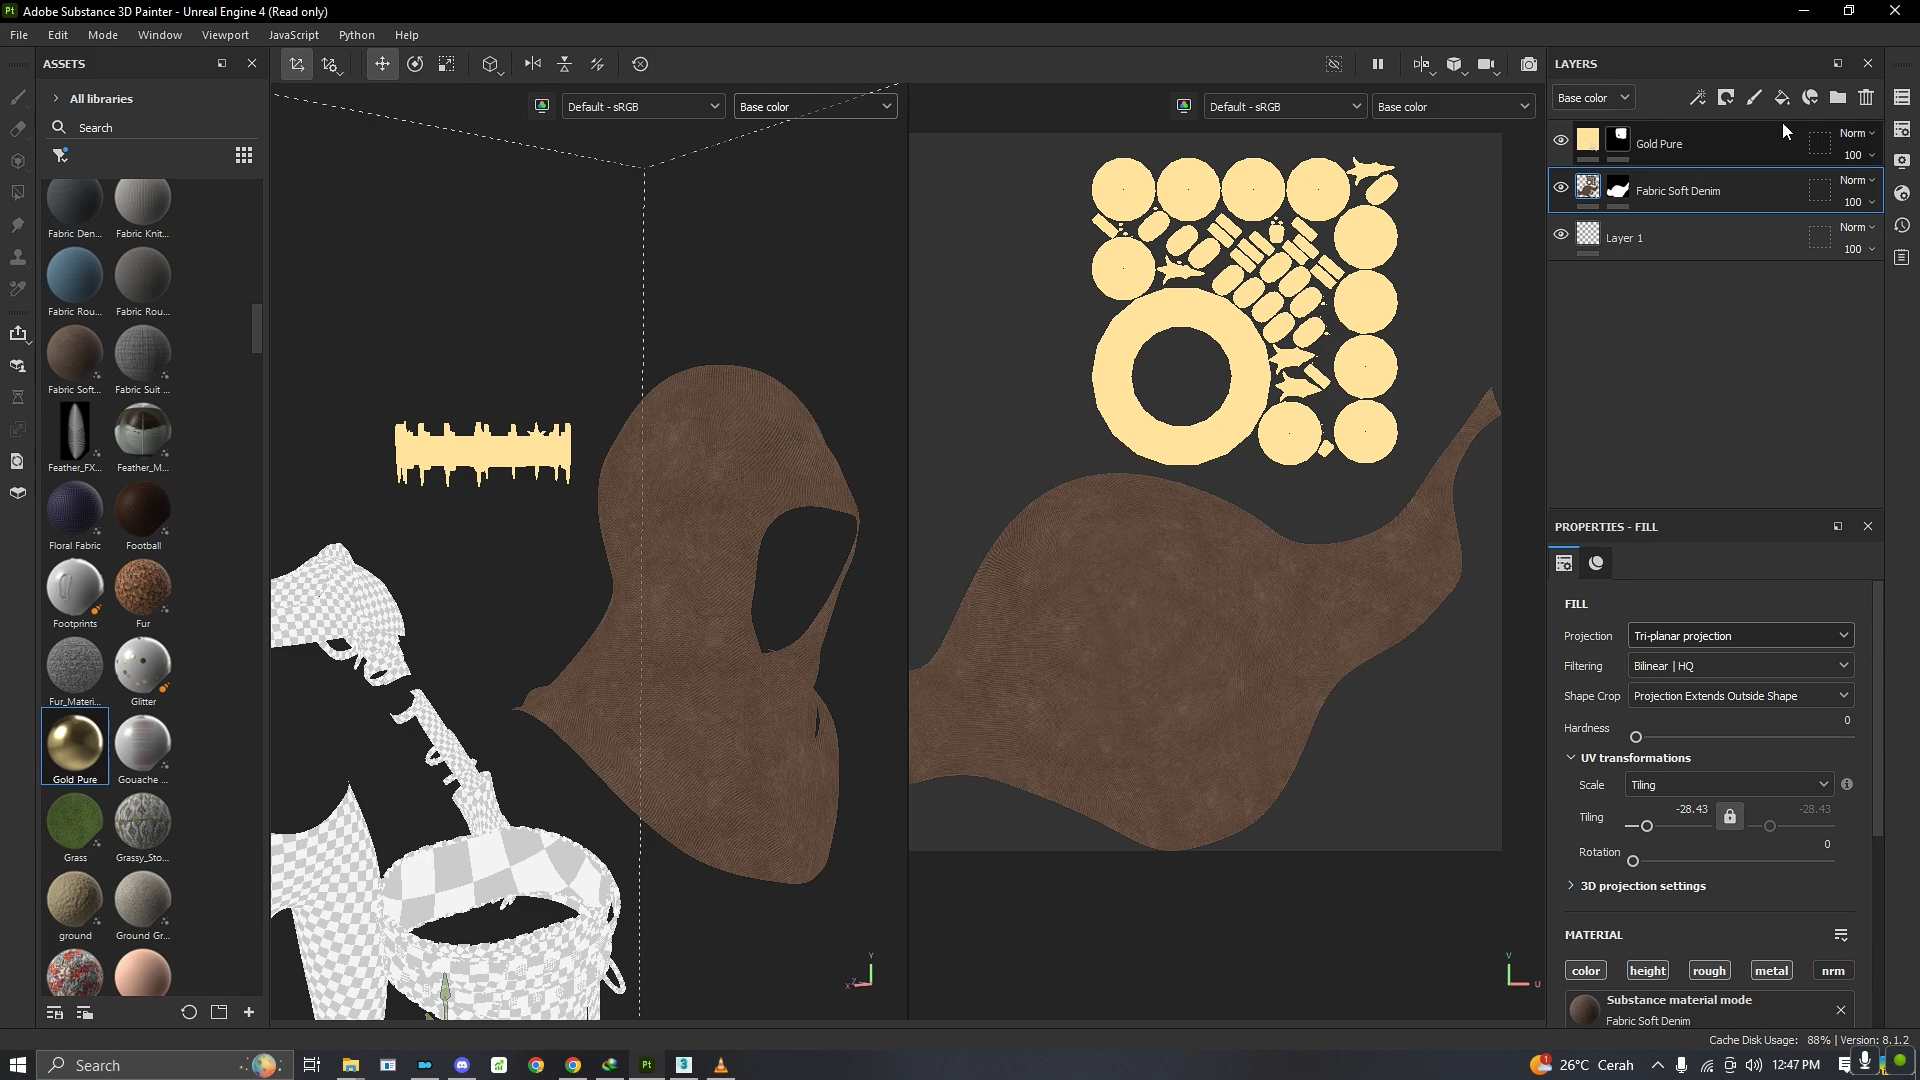 Pt Adobe Substance 3D Painter - Unreal Engine 4 (Read only)
File Edit Mode Window Viewport JavaScript Python Help
ASSETS
All libraries
Search
Fabric Den... Fabric Knit...
Fabric Rou... Fabric Rou...
Fabric Soft... Fabric Suit ...
Feather_FX... Feather_M...
Floral Fabric Football
Footprints Fur
Fur_Materi... Glitter
Gold Pure Gouache ...
Grass Grassy_Sto...
ground Ground Gr...
Default - sRGB Base color
Default - sRGB Base color
Y
X Z
V
U
LAYERS
Base color
Gold Pure Norm 100
Fabric Soft Denim Norm 100
Layer 1 Norm 100
PROPERTIES - FILL
FILL
Projection Tri-planar projection
Filtering Bilinear | HQ
Shape Crop Projection Extends Outside Shape
Hardness 0
UV transformations
Scale Tiling
Tiling -28.43 -28.43
Rotation 0
3D projection settings
MATERIAL
color height rough metal nrm
Substance material mode
Fabric Soft Denim
Cache Disk Usage: 88% | Version: 8.1.2
Search Pt 3 1 26°C Cerah 12:47 PM